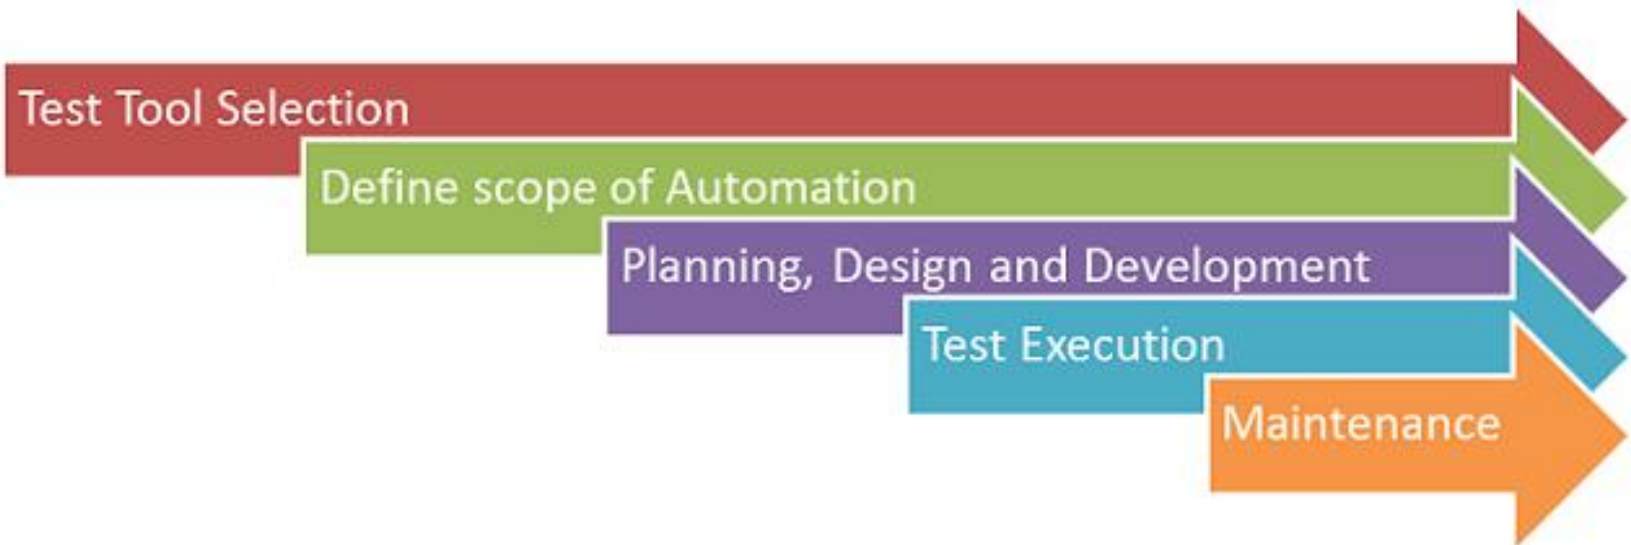 Test Tool Selection
Define scope of Automation
Planning, Design and Development
Test Execution
Maintenance